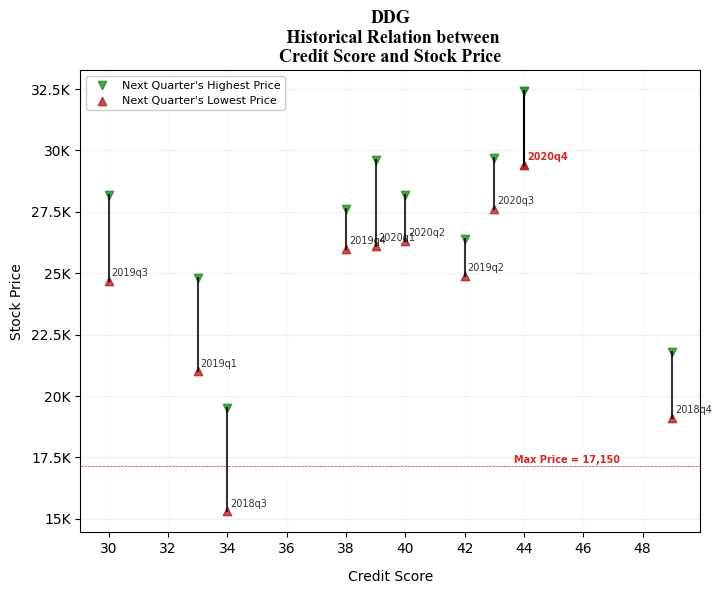 DDG
Historical Relation between
Credit Score and Stock Price
Next Quarter's Highest Price
Next Quarter's Lowest Price
32.5K
30K
27.5K
25K
22.5K
20K
17.5K
15K
Stock Price
2020q4
2020q3
2020q2
2020q1
2019q4
2019q3
2019q2
2019q1
2018q4
2018q3
Max Price = 17,150
30 32 34 36 38 40 42 44 46 48
Credit Score